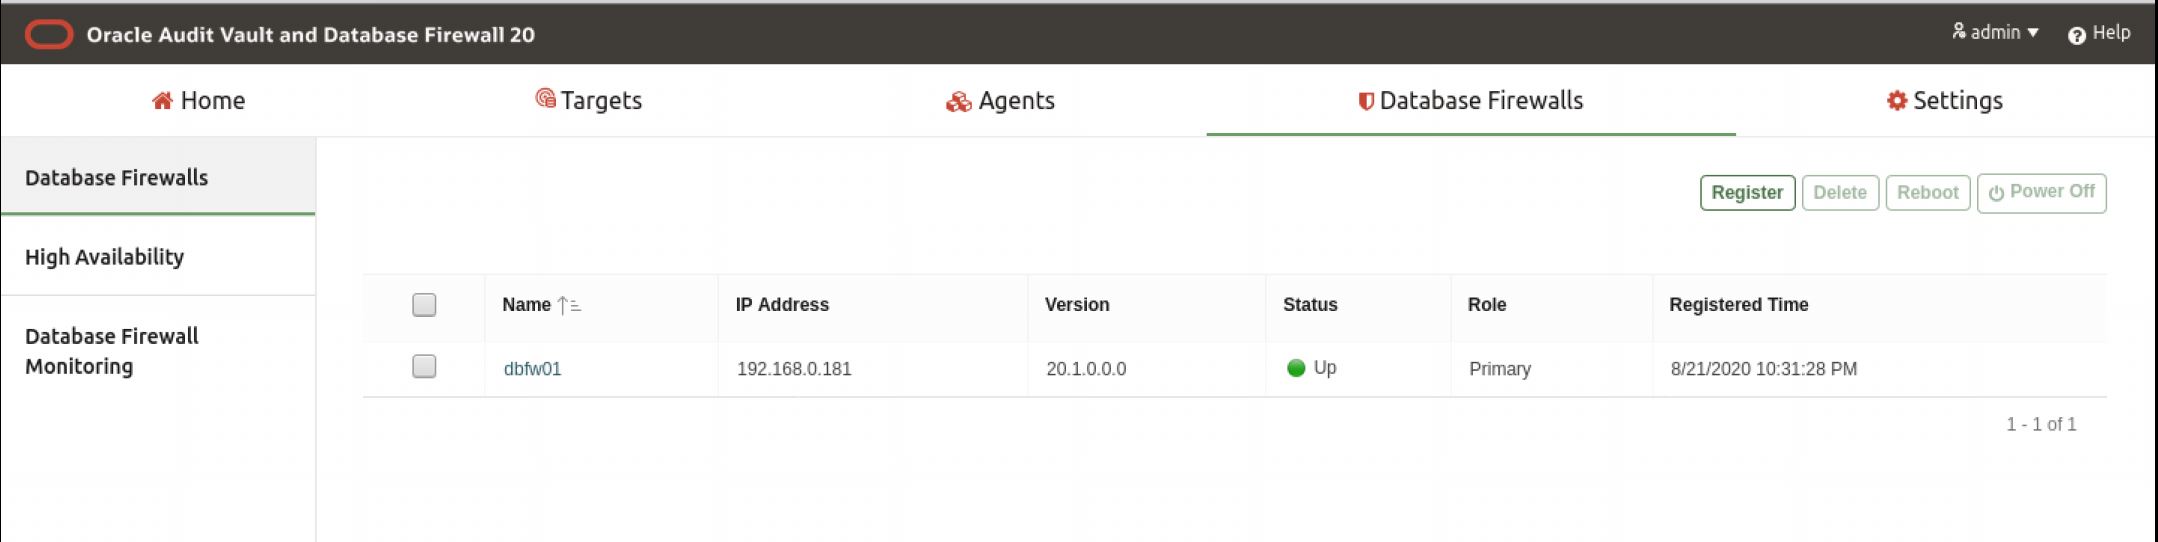 Oracle Audit Vault and Database Firewall 20
admin
Help
Home
Targets
Agents
Database Firewalls
Settings
Database Firewalls
High Availability
Database Firewall
Monitoring
Register
Delete
Reboot
Power Off
Name IP Address Version Status Role Registered Time
dbfw01 192.168.0.181 20.1.0.0.0 Up Primary 8/21/2020 10:31:28 PM
1 - 1 of 1